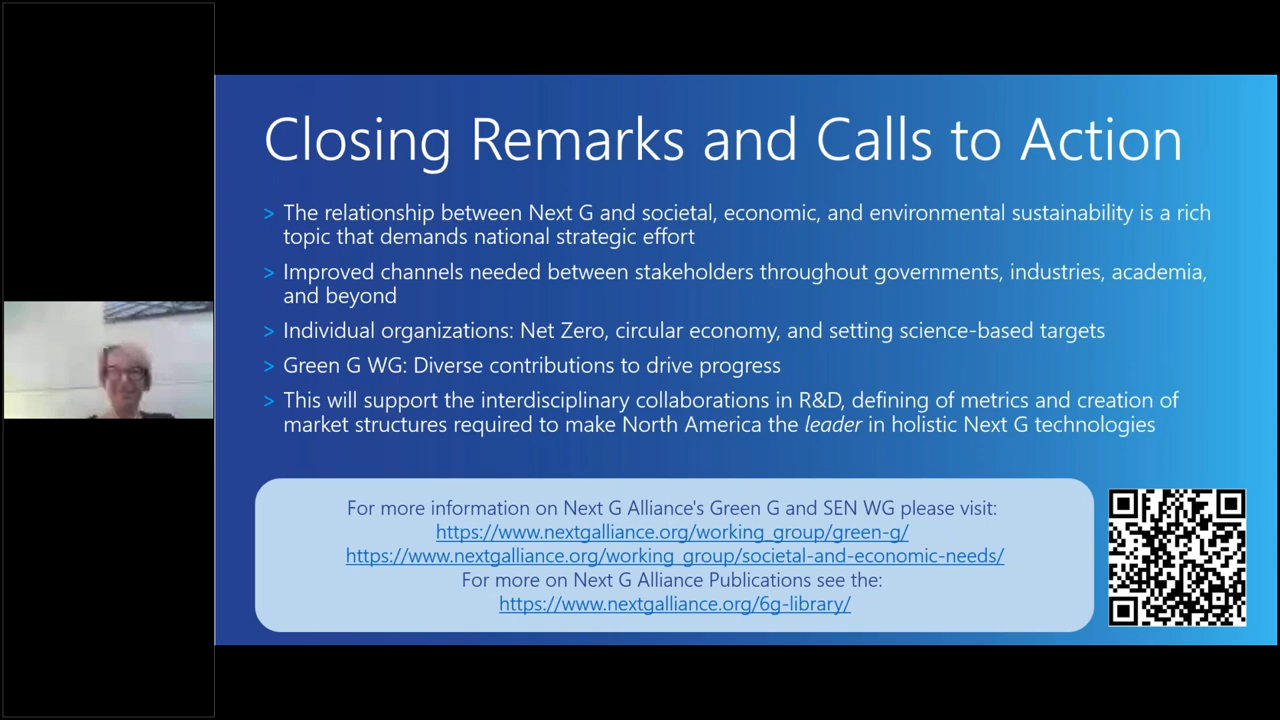 Closing Remarks and Calls to Action
> The relationship between Next G and societal, economic, and environmental sustainability is a rich
topic that demands national strategic effort
> Improved channels needed between stakeholders throughout governments, industries, academia,
and beyond
> Individual organizations: Net Zero, circular economy, and setting science-based targets
> Green G WG: Diverse contributions to drive progress
> This will support the interdisciplinary collaborations in R&D, defining of metrics and creation of
market structures required to make North America the leader in holistic Next G technologies
For more information on Next G Alliance's Green G and SEN WG please visit:
https://www.nextgalliance.org/working_group/green-g/
https://www.nextgalliance.org/working_group/societal-and-economic-needs/
For more on Next G Alliance Publications see the:
https://www.nextgalliance.org/6g-library/